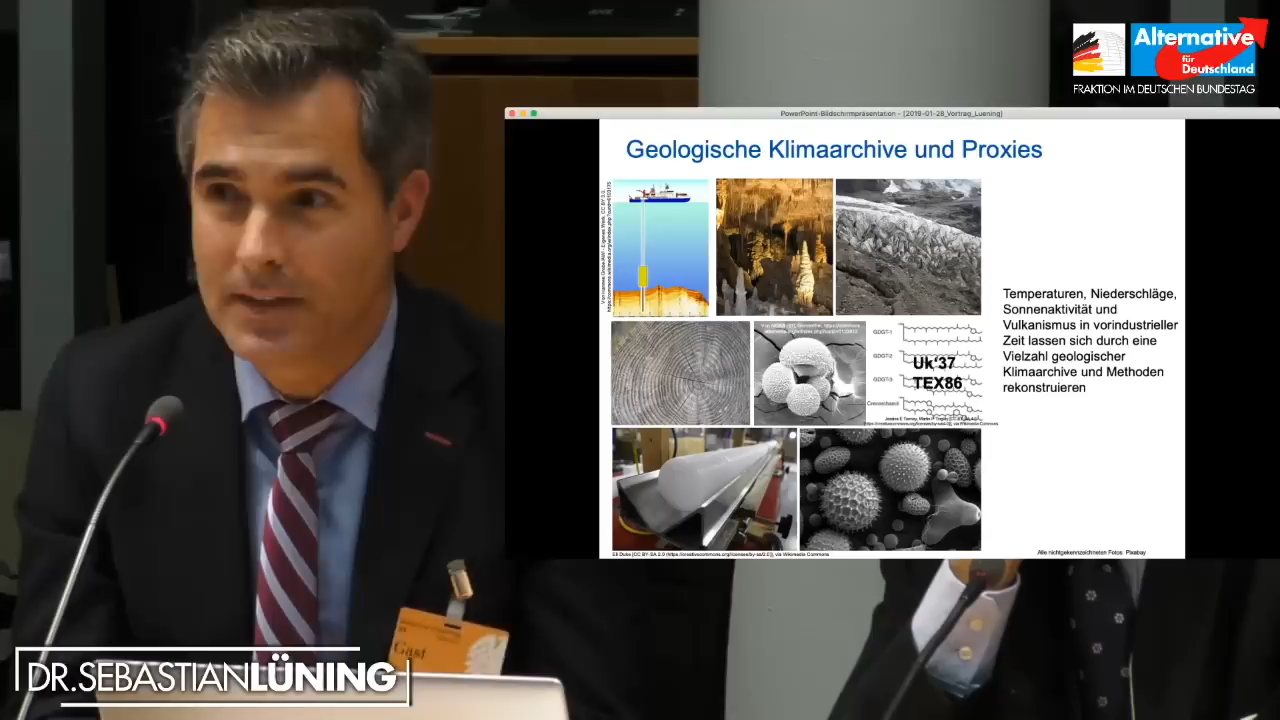 Alternative
für
Deutschland
FRAKTION IM DEUTSCHEN BUNDESTAG
PowerPoint-Bildschirmpräsentation - [2019-01-28_Vortrag_Luening]
Geologische Klimaarchive und Proxies
Temperaturen, Niederschläge,
Sonnenaktivität und
Vulkanismus in vorindustrieller
Zeit lassen sich durch eine
Vielzahl geologischer
Klimaarchive und Methoden
rekonstruieren
GDGT-1
GDGT-2
GDGT-3
Crenarchaeol
Uk'37
TEX86
Alle nichtgekennzeichneten Fotos: Pixabay
Gast
DR.SEBASTIANLÜNING